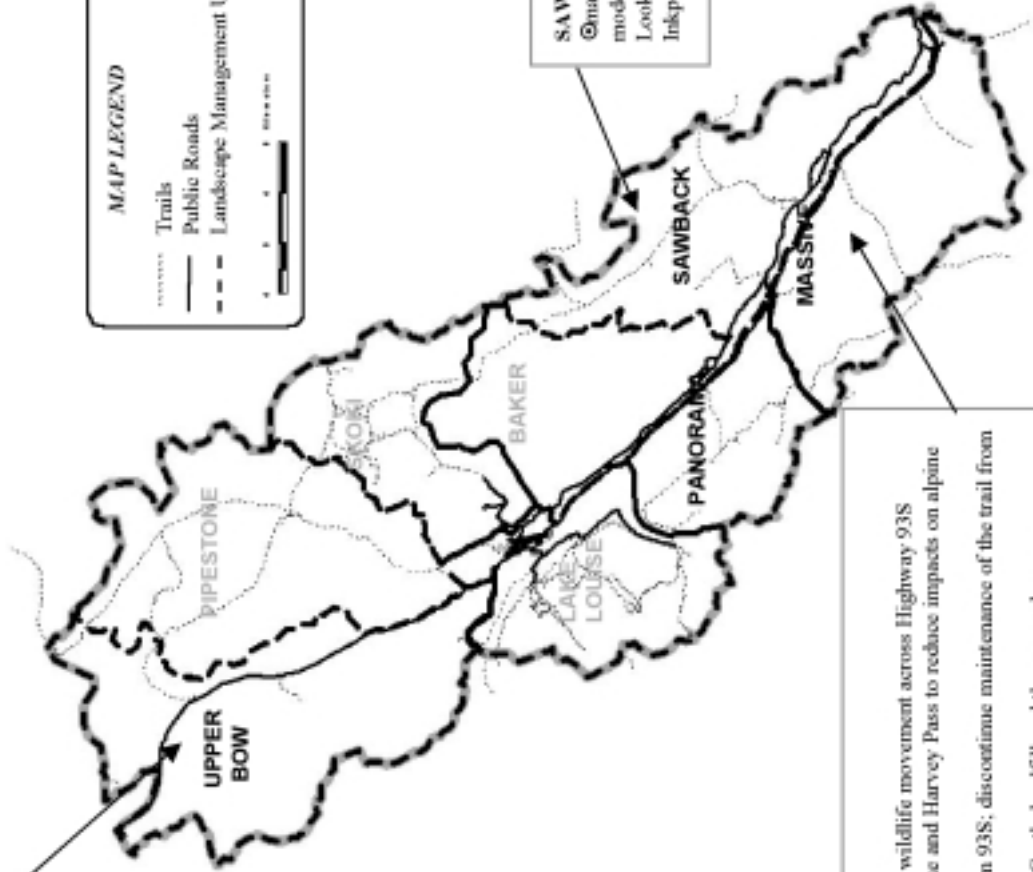 MAP LEGEND
Trails
Public Roads
Landscape Management U
SAW
mode
Look
Inkp
SAWBACK
MASSIVE
BAKER
SKOKI
PANORAMA
PIPESTONE
LAKE
LOUISE
UPPER
BOW
wildlife movement across Highway 93S
e and Harvey Pass to reduce impacts on alpine
n 93S; discontinue maintenance of the trail from